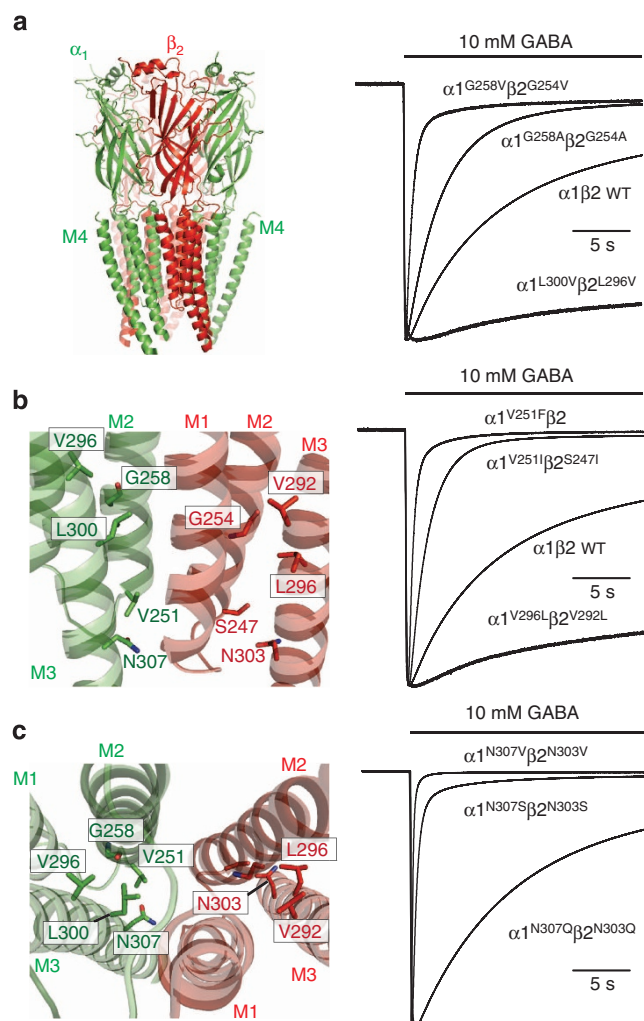 a
α1
β2
M4
M4
10 mM GABA
α1G258Vβ2G254V
α1G258Aβ2G254A
α1β2 WT
5 s
α1L300Vβ2L296V
b
M2
M1
M2
M3
V296
G258
V292
L300
G254
L296
V251
S247
N307
N303
M3
10 mM GABA
α1V251Fβ2
α1V251Iβ2S247I
α1β2 WT
5 s
α1V296Lβ2V292L
c
M2
M1
M2
G258
V296
V251
L296
N303
L300
N307
V292
M3
M3
M1
10 mM GABA
α1N307Vβ2N303V
α1N307Sβ2N303S
α1N307Qβ2N303Q
5 s